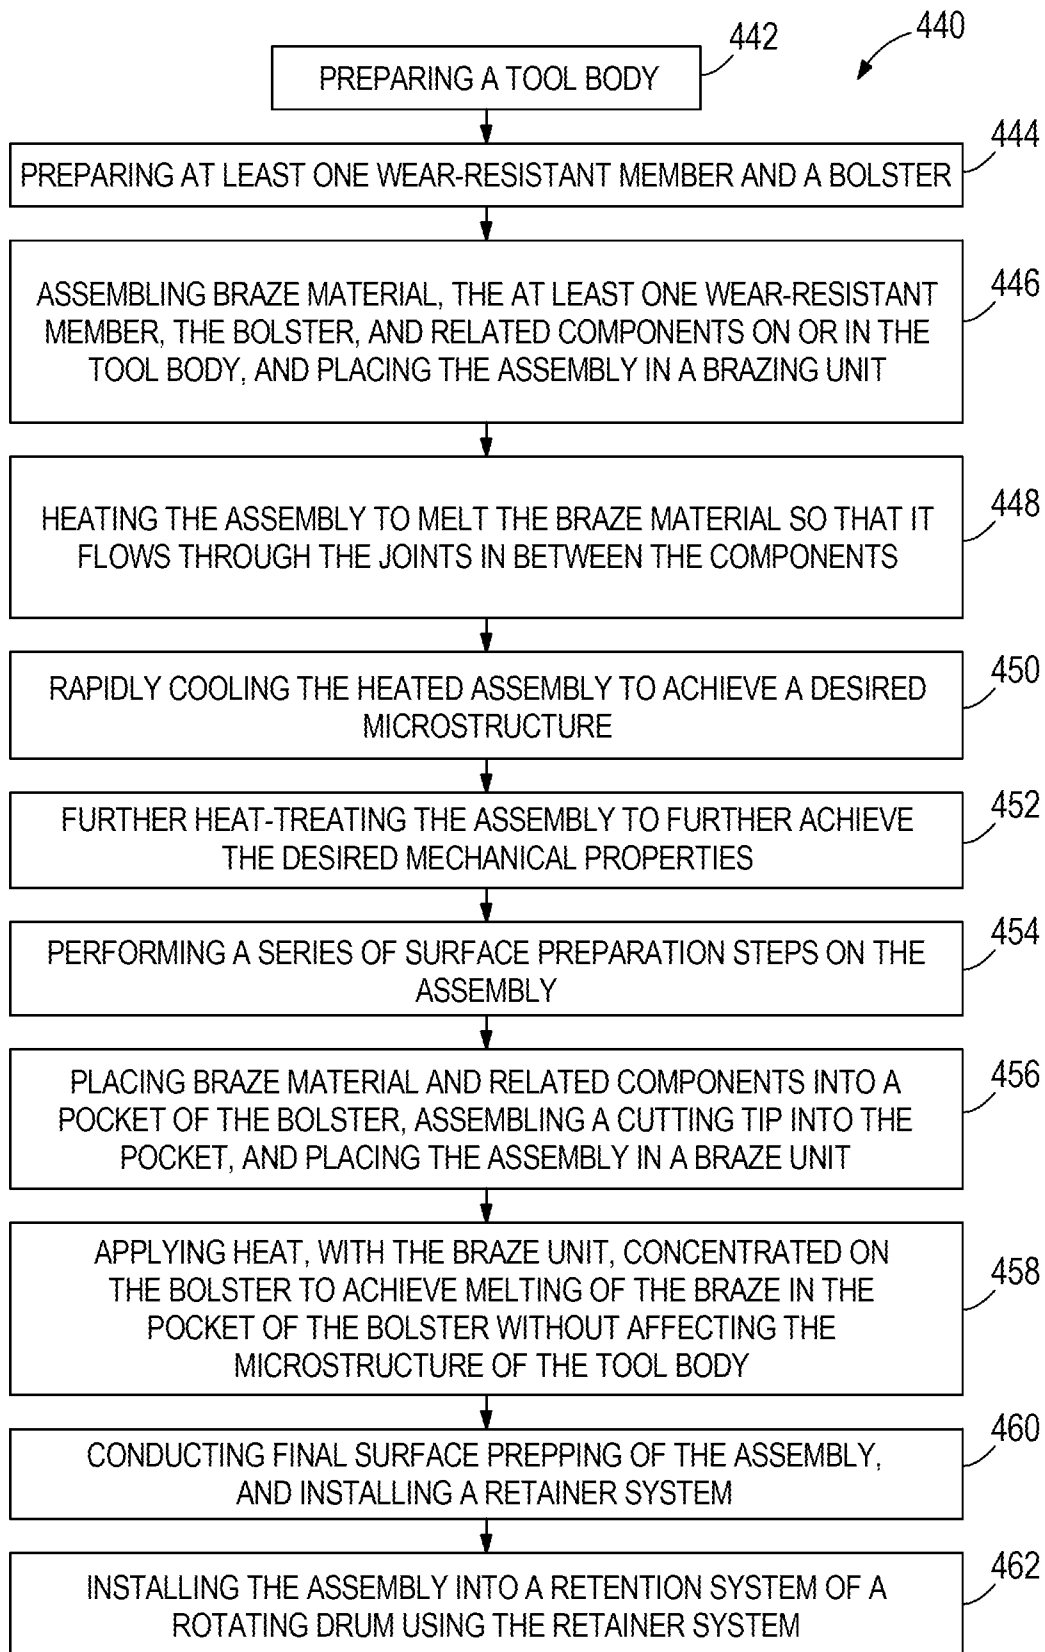 440
442
PREPARING A TOOL BODY
444
PREPARING AT LEAST ONE WEAR-RESISTANT MEMBER AND A BOLSTER
446
ASSEMBLING BRAZE MATERIAL, THE AT LEAST ONE WEAR-RESISTANT
MEMBER, THE BOLSTER, AND RELATED COMPONENTS ON OR IN THE
TOOL BODY, AND PLACING THE ASSEMBLY IN A BRAZING UNIT
448
HEATING THE ASSEMBLY TO MELT THE BRAZE MATERIAL SO THAT IT
FLOWS THROUGH THE JOINTS IN BETWEEN THE COMPONENTS
450
RAPIDLY COOLING THE HEATED ASSEMBLY TO ACHIEVE A DESIRED
MICROSTRUCTURE
452
FURTHER HEAT-TREATING THE ASSEMBLY TO FURTHER ACHIEVE
THE DESIRED MECHANICAL PROPERTIES
454
PERFORMING A SERIES OF SURFACE PREPARATION STEPS ON THE
ASSEMBLY
456
PLACING BRAZE MATERIAL AND RELATED COMPONENTS INTO A
POCKET OF THE BOLSTER, ASSEMBLING A CUTTING TIP INTO THE
POCKET, AND PLACING THE ASSEMBLY IN A BRAZE UNIT
458
APPLYING HEAT, WITH THE BRAZE UNIT, CONCENTRATED ON
THE BOLSTER TO ACHIEVE MELTING OF THE BRAZE IN THE
POCKET OF THE BOLSTER WITHOUT AFFECTING THE
MICROSTRUCTURE OF THE TOOL BODY
460
CONDUCTING FINAL SURFACE PREPPING OF THE ASSEMBLY,
AND INSTALLING A RETAINER SYSTEM
462
INSTALLING THE ASSEMBLY INTO A RETENTION SYSTEM OF A
ROTATING DRUM USING THE RETAINER SYSTEM